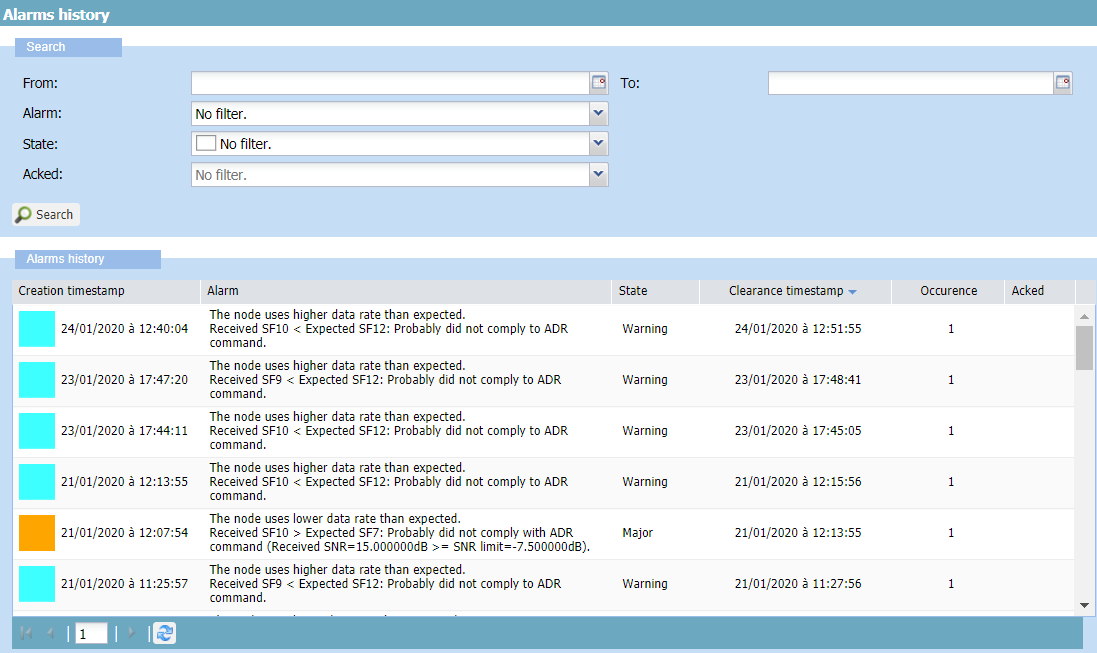 Alarms history
Search
From:
To:
Alarm:
No filter.
State:
No filter.
Acked:
No filter.
Search
Alarms history
Creation timestamp Alarm State Clearance timestamp Occurence Acked
The node uses higher data rate than expected.
24/01/2020 à 12:40:04 Received SF10 < Expected SF12: Probably did not comply to ADR Warning 24/01/2020 à 12:51:55 1
command.
The node uses higher data rate than expected.
23/01/2020 à 17:47:20 Received SF9 < Expected SF12: Probably did not comply to ADR Warning 23/01/2020 à 17:48:41 1
command.
The node uses higher data rate than expected.
23/01/2020 à 17:44:11 Received SF10 < Expected SF12: Probably did not comply to ADR Warning 23/01/2020 à 17:45:05 1
command.
The node uses higher data rate than expected.
21/01/2020 à 12:13:55 Received SF10 < Expected SF12: Probably did not comply to ADR Warning 21/01/2020 à 12:15:56 1
command.
The node uses lower data rate than expected.
21/01/2020 à 12:07:54 Received SF10 > Expected SF7: Probably did not comply with ADR Major 21/01/2020 à 12:13:55 1
command (Received SNR=15.000000dB >= SNR limit=-7.500000dB).
The node uses higher data rate than expected.
21/01/2020 à 11:25:57 Received SF9 < Expected SF12: Probably did not comply to ADR Warning 21/01/2020 à 11:27:56 1
command.
1